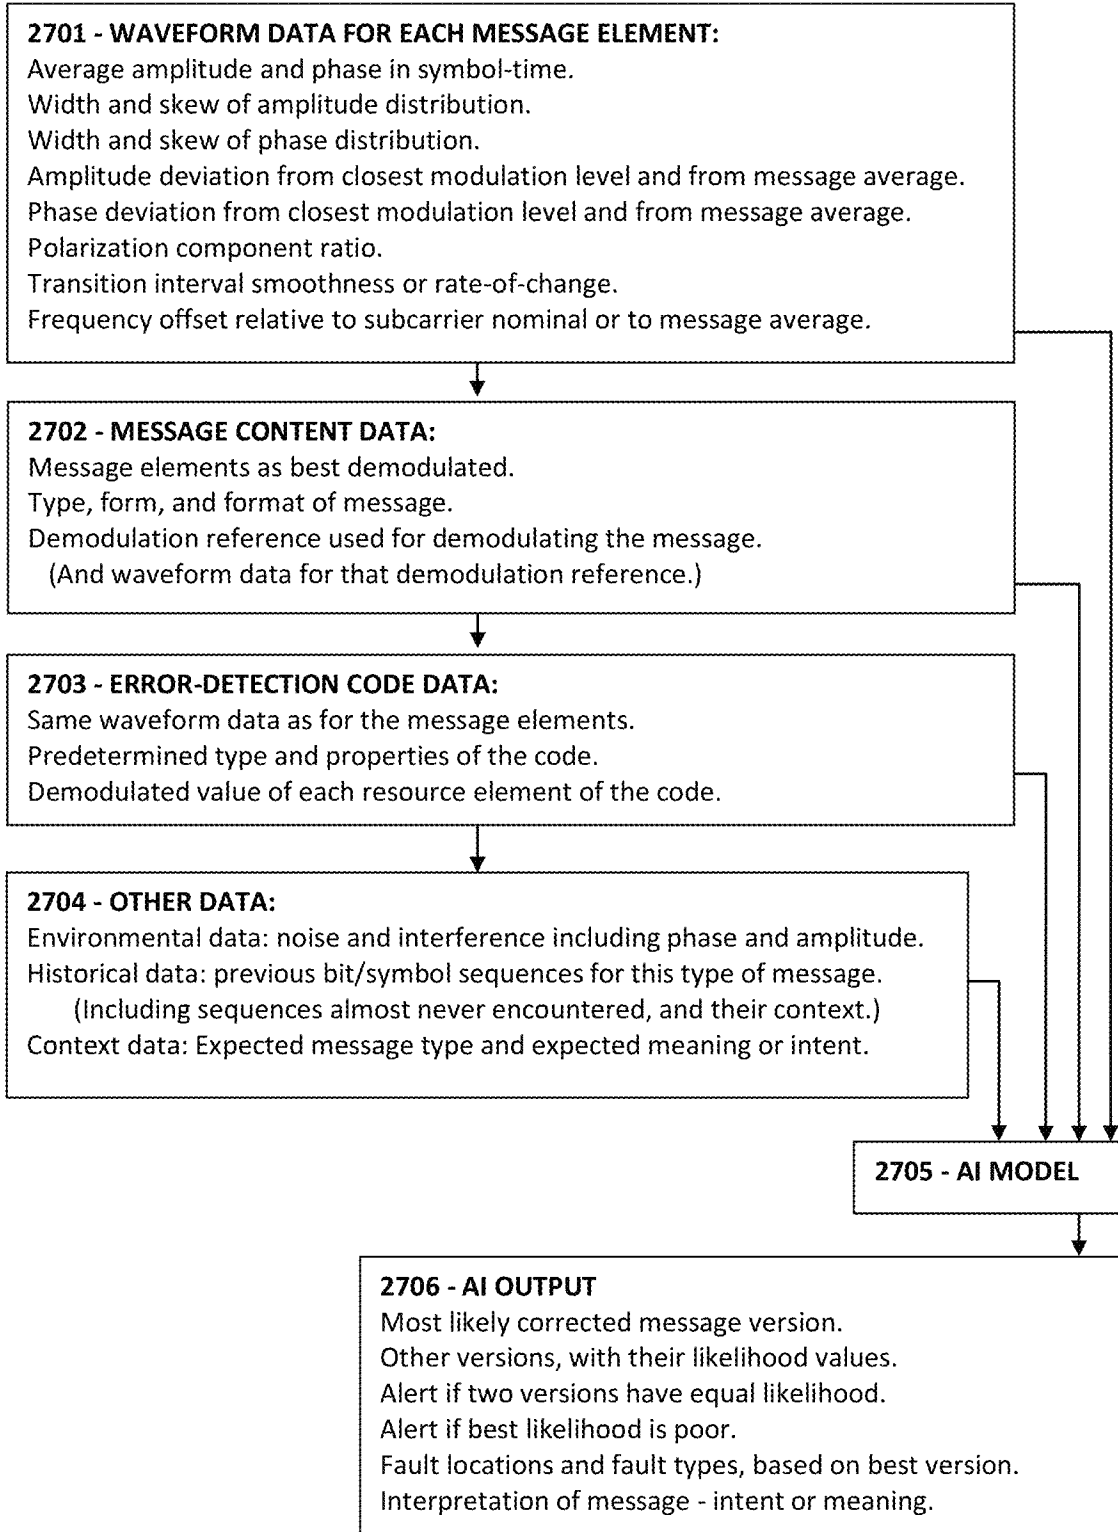 2701 - WAVEFORM DATA FOR EACH MESSAGE ELEMENT:
Average amplitude and phase in symbol-time.
Width and skew of amplitude distribution.
Width and skew of phase distribution.
Amplitude deviation from closest modulation level and from message average.
Phase deviation from closest modulation level and from message average.
Polarization component ratio.
Transition interval smoothness or rate-of-change.
Frequency offset relative to subcarrier nominal or to message average.
2702 - MESSAGE CONTENT DATA:
Message elements as best demodulated.
Type, form, and format of message.
Demodulation reference used for demodulating the message.
(And waveform data for that demodulation reference.)
2703 - ERROR-DETECTION CODE DATA:
Same waveform data as for the message elements.
Predetermined type and properties of the code.
Demodulated value of each resource element of the code.
2704 - OTHER DATA:
Environmental data: noise and interference including phase and amplitude.
Historical data: previous bit/symbol sequences for this type of message.
(Including sequences almost never encountered, and their context.)
Context data: Expected message type and expected meaning or intent.
2705 - AI MODEL
2706 - AI OUTPUT
Most likely corrected message version.
Other versions, with their likelihood values.
Alert if two versions have equal likelihood.
Alert if best likelihood is poor.
Fault locations and fault types, based on best version.
Interpretation of message - intent or meaning.